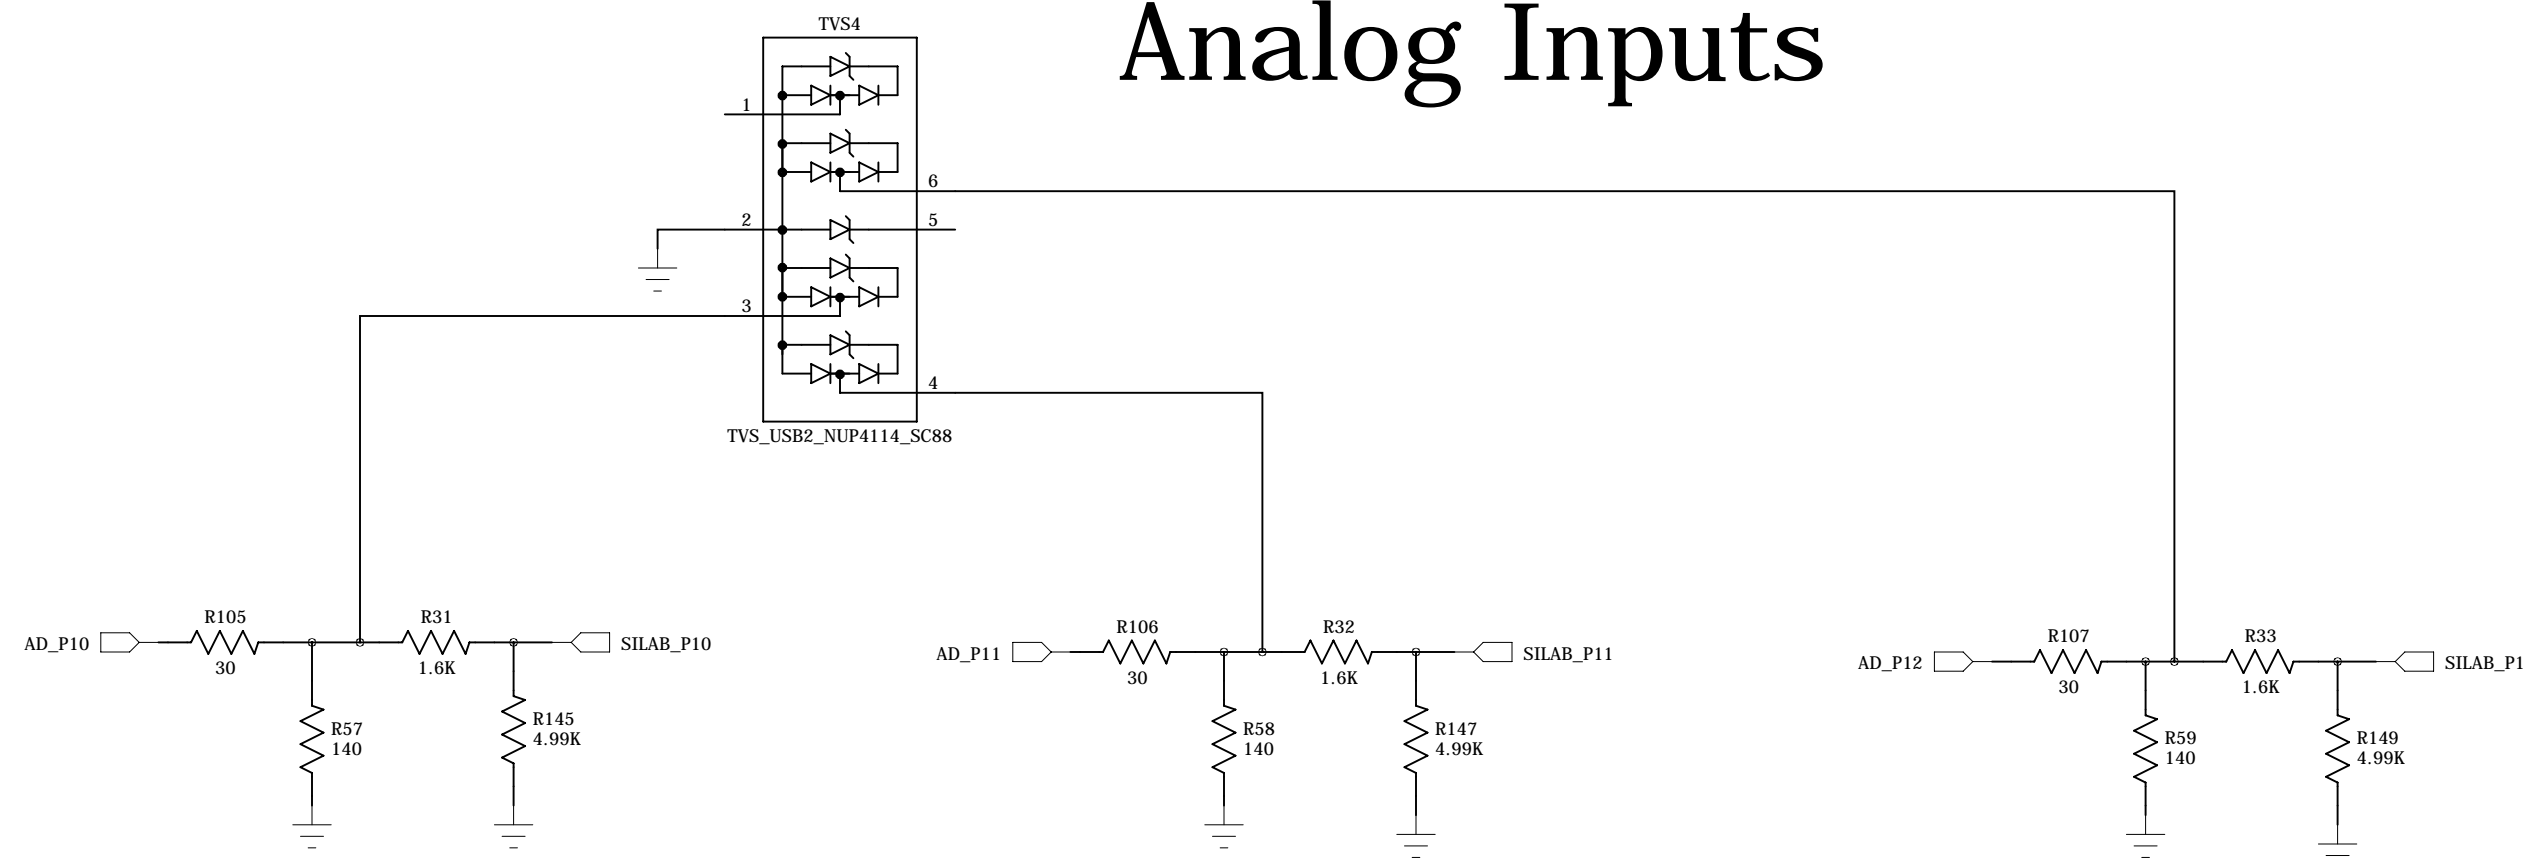 Analog Inputs
TVS4
1
6
2
5
3
4
TVS_USB2_NUP4114_SC88
AD_P10
R105
30
R31
1.6K
SILAB_P10
R57
140
R145
4.99K
AD_P11
R106
30
R32
1.6K
SILAB_P11
R58
140
R147
4.99K
AD_P12
R107
30
R33
1.6K
SILAB_P1
R59
140
R149
4.99K